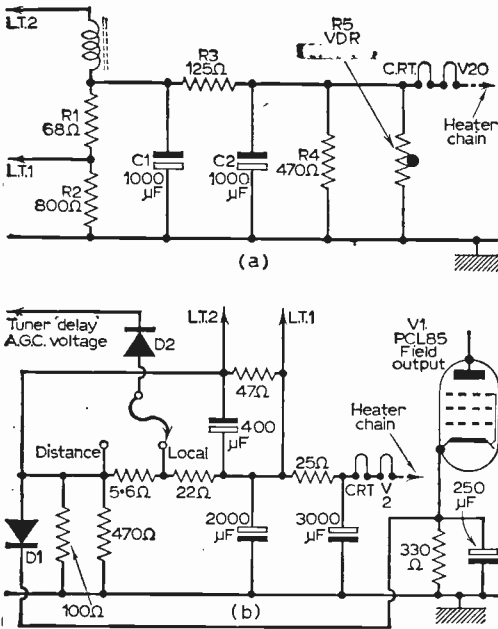 L.T.2
R5
VDR
R3
125Ω
C.R.T.
V20
Heater
chain
R1
68Ω
L.T.1
R2
800Ω
C1
1000
μF
C2
1000
μF
R4
470Ω
(a)
Tuner 'delay'
A.G.C. voltage
D2
L.T.2
L.T.1
47Ω
V1
PCL85
Field
output
Distance
Local
400
μF
Heater
chain
5·6Ω
22Ω
25Ω
CRT
V
2
250
μF
D1
470Ω
2000
μF
3000
μF
330
Ω
100Ω
(b)